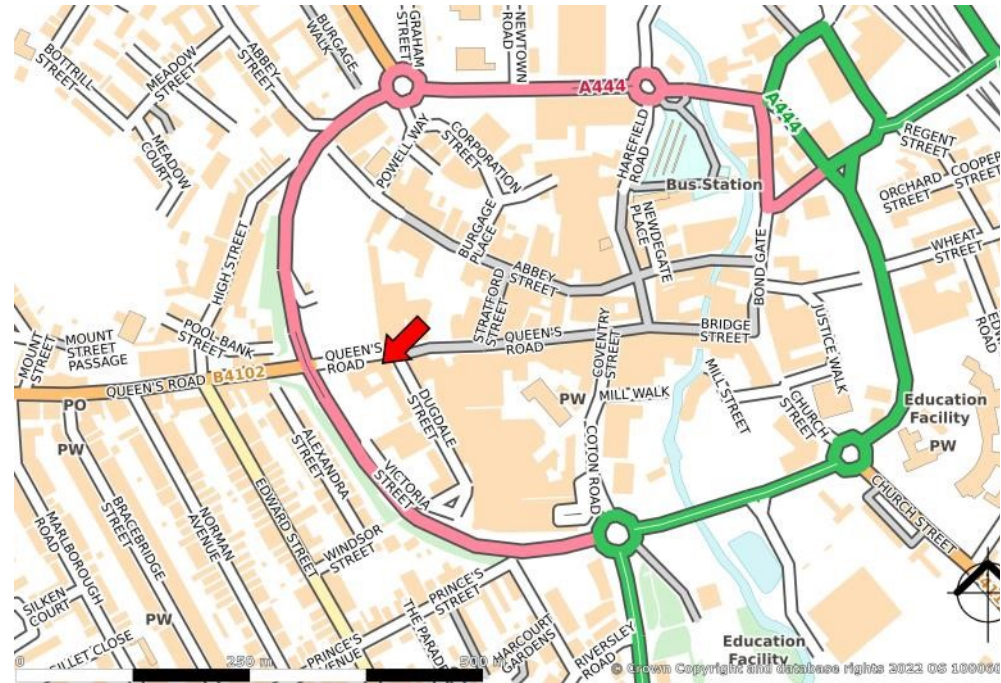 GRAHAM
STREET
NEWTOWN
ROAD
BURGAGE
WALK
BOTTRILL
STREET
MEADOW
STREET
ABBEY
STREET
MEADOW
COURT
A444
A444
POWELL WAY
CORPORATION
STREET
HAREFIELD
ROAD
REGENT
STREET
Bus Station
ORCHARD
STREET
COOPER
STREET
HIGH STREET
BURGAGE
PLACE
NEWDEGATE
PLACE
WHEAT
STREET
ABBEY
STREET
BOND GATE
STRATFORD
STREET
JUSTICE WALK
MOUNT
STREET
MOUNT
STREET
PASSAGE
POOL BANK
STREET
QUEEN'S
ROAD
QUEEN'S
ROAD
COVENTRY
STREET
BRIDGE
STREET
QUEEN'S ROAD
B4102
PO
DUGDALE
STREET
PW
MILL WALK
MILL STREET
CHURCH
STREET
Education
Facility
PW
PW
ALEXANDRA
STREET
VICTORIA
STREET
COTON ROAD
CHURCH STREET
EDWARD STREET
NORMAN
AVENUE
BRACEBRIDGE
STREET
MARLBOROUGH
ROAD
WINDSOR
STREET
PRINCE'S
STREET
SILKEN
COURT
PW
PRINCE'S
AVENUE
HARCOURT
GARDENS
RIVERSLEY
ROAD
Education
Facility
0
250 m
500 m
© Crown Copyright and database rights 2022 OS